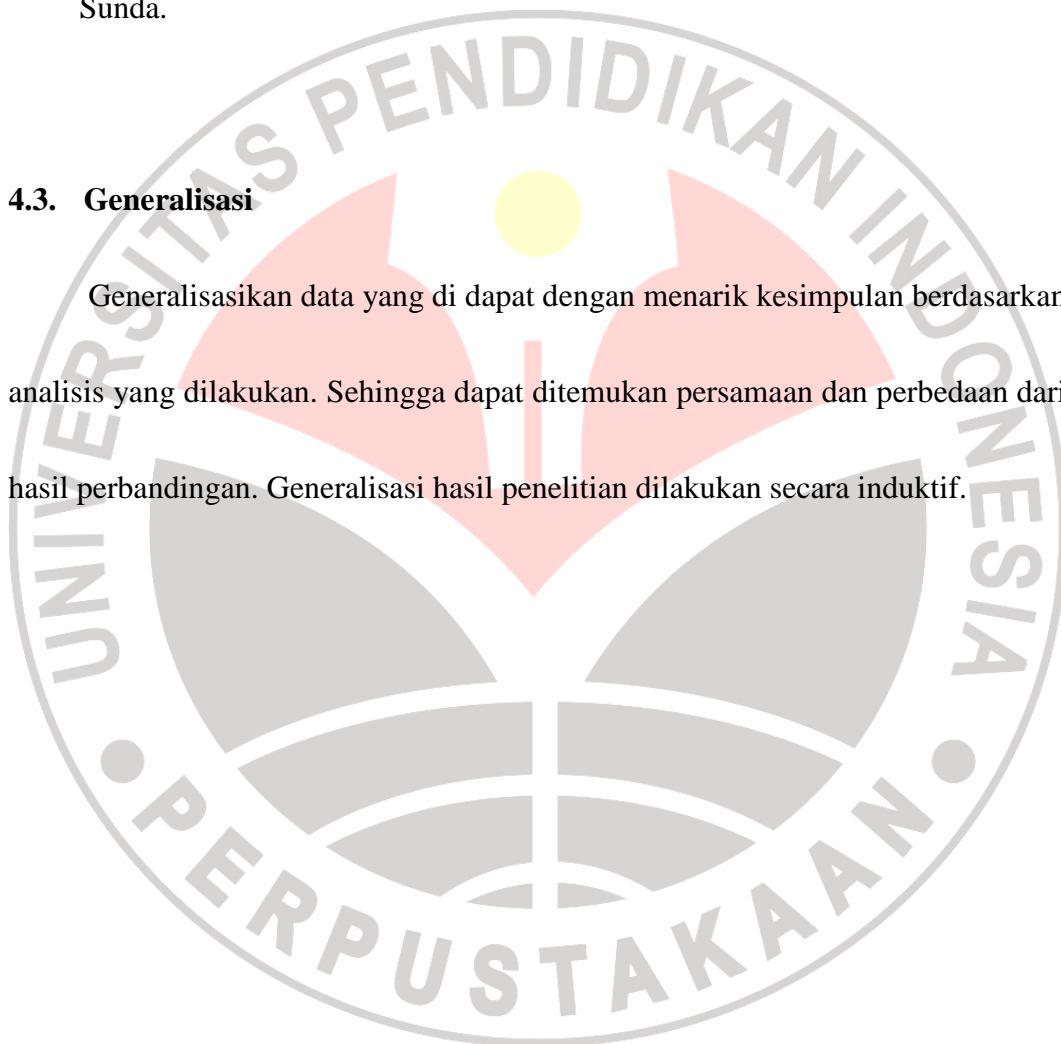 Sunda.
4.3. Generalisasi
Generalisasikan data yang di dapat dengan menarik kesimpulan berdasarkan
analisis yang dilakukan. Sehingga dapat ditemukan persamaan dan perbedaan dari
hasil perbandingan. Generalisasi hasil penelitian dilakukan secara induktif.
UNIVERSITAS PENDIDIKAN INDONESIA
PERPUSTAKAAN